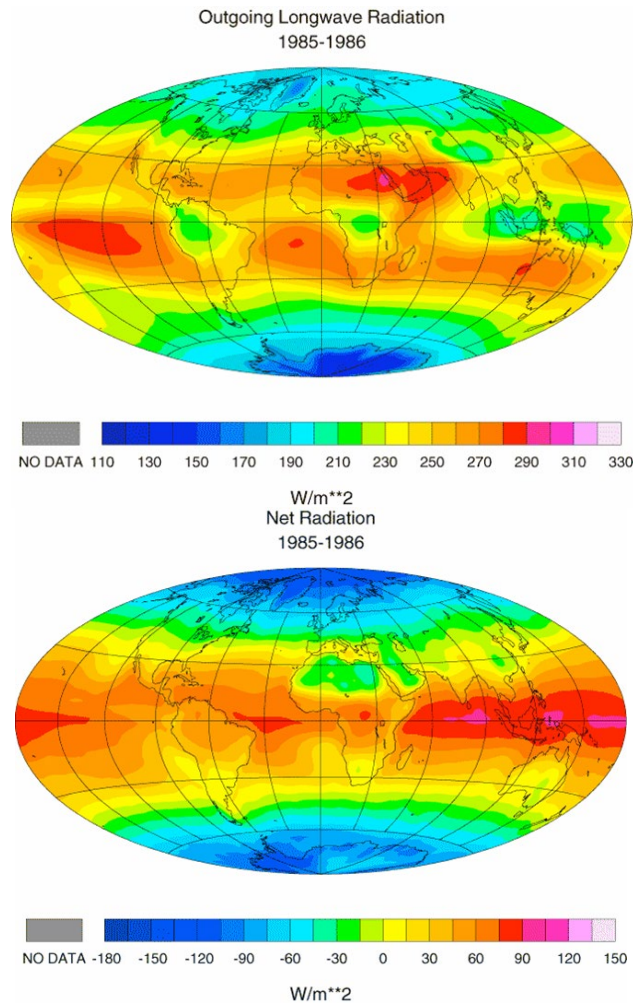 Outgoing Longwave Radiation
1985-1986
NO DATA 110 130 150 170 190 210 230 250 270 290 310 330
W/m**2
Net Radiation
1985-1986
NO DATA -180 -150 -120 -90 -60 -30 0 30 60 90 120 150
W/m**2